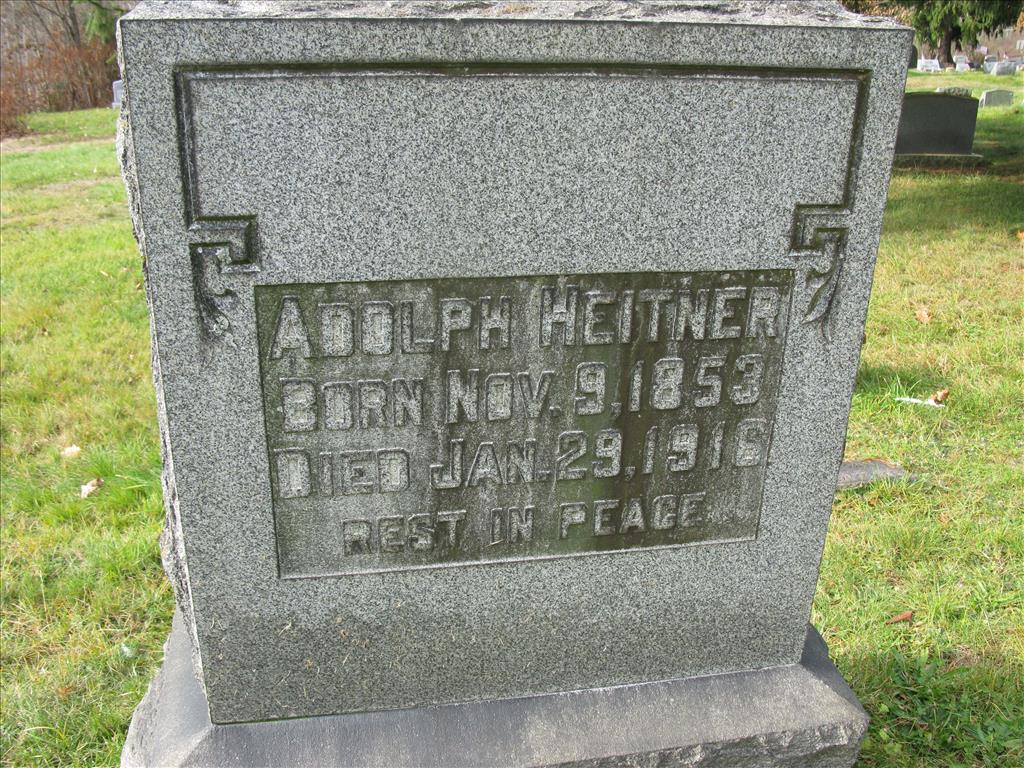 ADOLPH HEITNER
BORN NOV. 9, 1853
DIED JAN. 29, 1916
REST IN PEACE